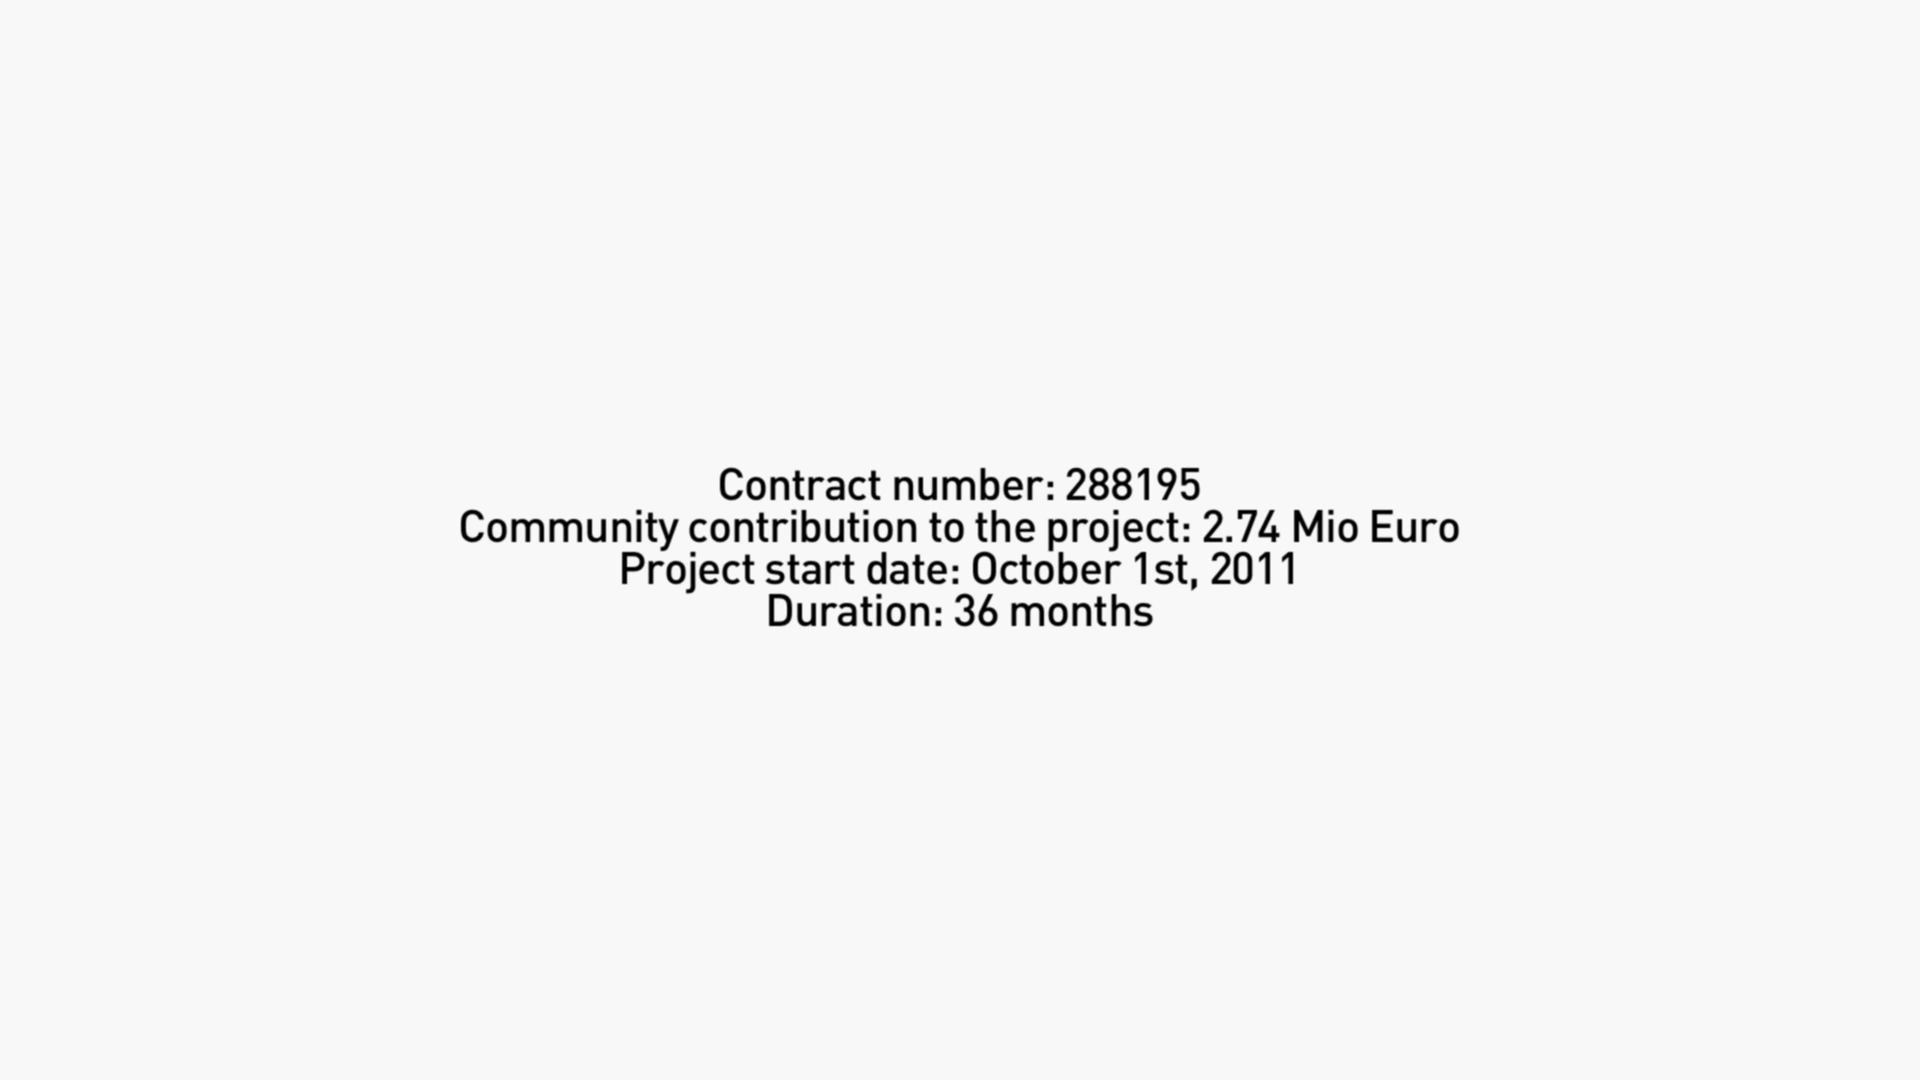 Contract number: 288195
Community contribution to the project: 2.74 Mio Euro
Project start date: October 1st, 2011
Duration: 36 months